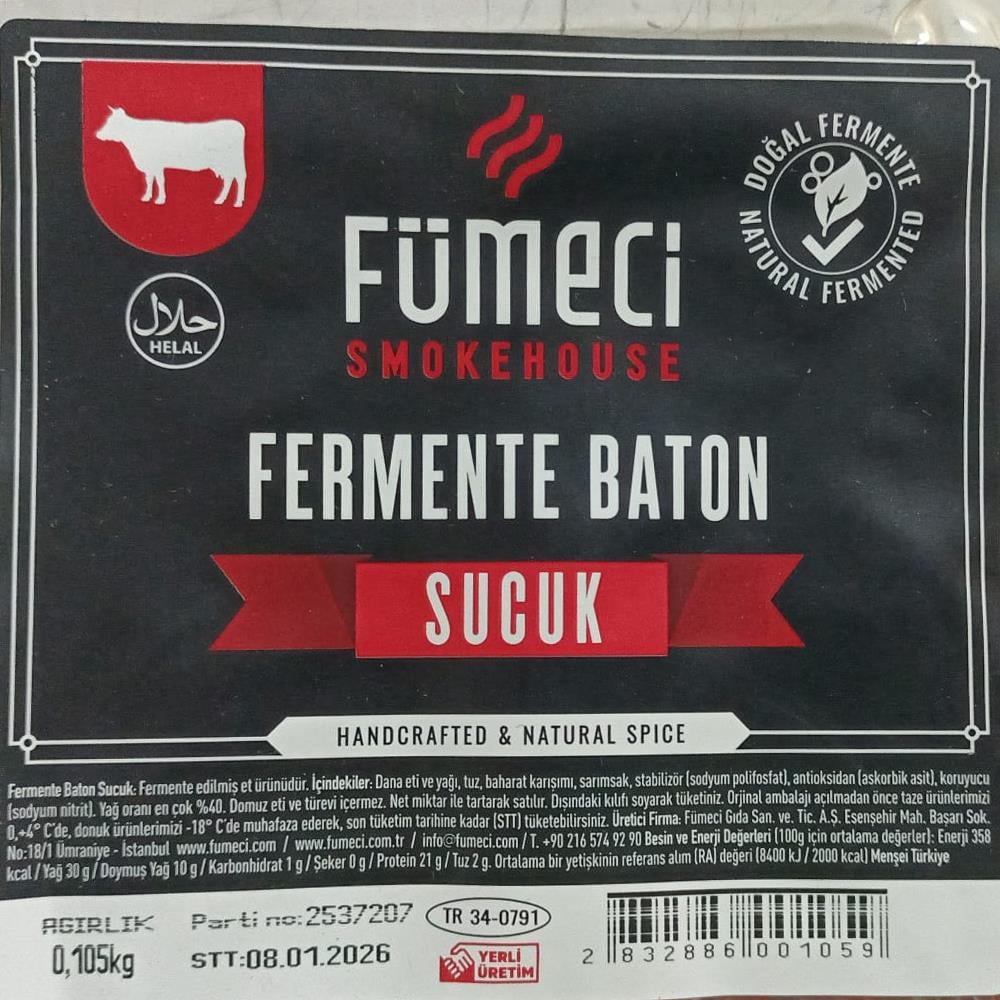 حلال
HELAL
FÜMECİ
SMOKEHOUSE
DOĞAL FERMENTE
NATURAL FERMENTED
FERMENTE BATON
SUCUK
HANDCRAFTED & NATURAL SPICE
Fermente Baton Sucuk: Fermente edilmiş et ürünüdür. İçindekiler: Dana eti ve yağı, tuz, baharat karışımı, sarımsak, stabilizör (sodyum polifosfat), antioksidan (askorbik asit), koruyucu
(sodyum nitrit). Yağ oranı en çok %40. Domuz eti ve türevi içermez. Net miktar ile tartarak satılır. Dışındaki kılıfı soyarak tüketiniz. Orjinal ambalajı açılmadan önce taze ürünlerimizi
0,+4° C'de, donuk ürünlerimizi -18° C'de muhafaza ederek, son tüketim tarihine kadar (STT) tüketebilirsiniz. Üretici Firma: Fümeci Gıda San. ve. Tic. A.Ş. Esenşehir Mah. Başarı Sok.
No:18/1 Ümraniye - İstanbul www.fumeci.com / www.fumeci.com.tr / info@fumeci.com / T. +90 216 574 92 90 Besin ve Enerji Değerleri (100g için ortalama değerler): Enerji 358
kcal / Yağ 30 g / Doymuş Yağ 10 g / Karbonhidrat 1 g / Şeker 0 g / Protein 21 g / Tuz 2 g. Ortalama bir yetişkinin referans alım (RA) değeri (8400 kJ / 2000 kcal) Menşei Türkiye
AGIRLIK
0,105kg
Parti no:2537207
STT:08.01.2026
TR 34-0791
YERLİ
ÜRETİM
2 832886 001059